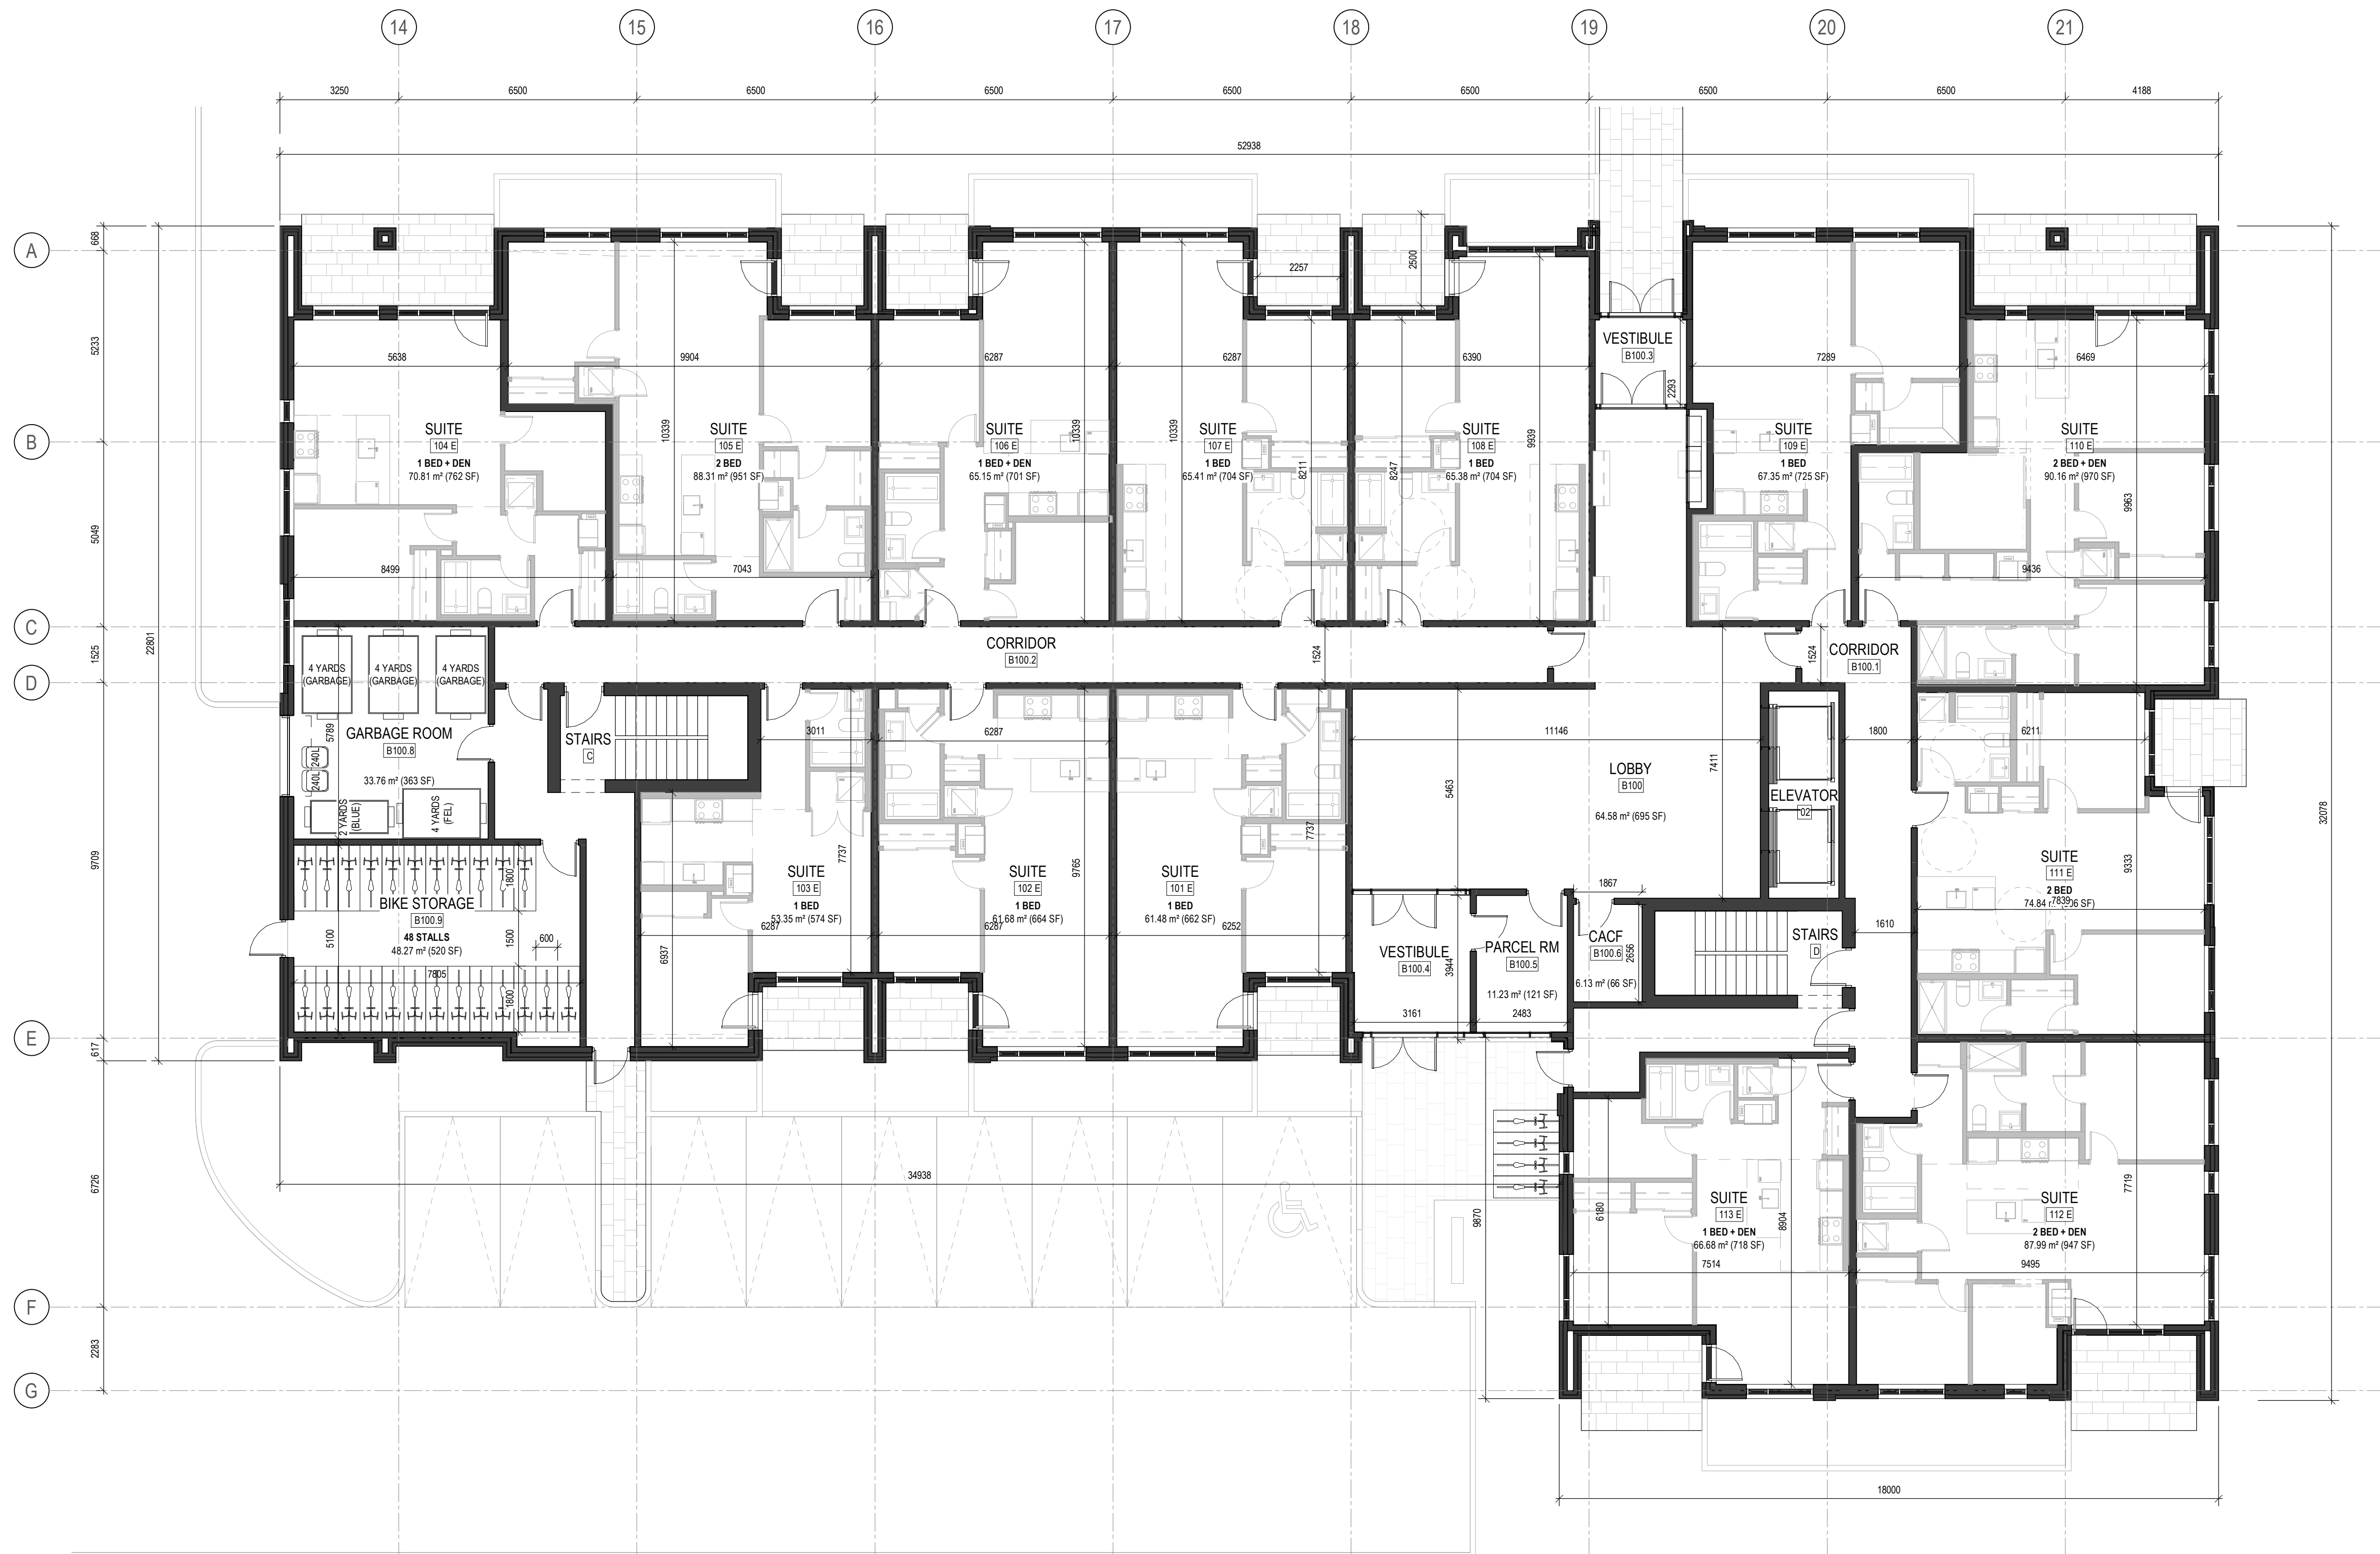 14 15 16 17 18 19 20 21
3250 6500 6500 6500 6500 6500 6500 6500 4188
52938
A
B
C
D
E
F
G
668
5233
5049
1525
9709
617
6726
2283
22801
32078
5638
8499
SUITE
104 E
1 BED + DEN
70.81 m² (762 SF)
9904
10339
7043
SUITE
105 E
2 BED
88.31 m² (951 SF)
6287
10339
SUITE
106 E
1 BED + DEN
65.15 m² (701 SF)
6287
2257
10339
8211
SUITE
107 E
1 BED
65.41 m² (704 SF)
2500
6390
8247
9939
SUITE
108 E
1 BED
65.38 m² (704 SF)
VESTIBULE
B100.3
2293
7289
SUITE
109 E
1 BED
67.35 m² (725 SF)
6469
9963
9436
SUITE
110 E
2 BED + DEN
90.16 m² (970 SF)
CORRIDOR
B100.2
1524
1524
CORRIDOR
B100.1
4 YARDS
(GARBAGE)
4 YARDS
(GARBAGE)
4 YARDS
(GARBAGE)
5789
GARBAGE ROOM
B100.8
33.76 m² (363 SF)
240L
240L
2 YARDS
(BLUE)
4 YARDS
(FEL)
STAIRS
C
1800
BIKE STORAGE
B100.9
48 STALLS
48.27 m² (520 SF)
5100
1500
600
7805
1800
3011
7737
SUITE
103 E
1 BED
53.35 m² (574 SF)
6287
6937
6287
9765
SUITE
102 E
1 BED
61.68 m² (664 SF)
6287
7737
SUITE
101 E
1 BED
61.48 m² (662 SF)
6252
11146
5463
7411
LOBBY
B100
64.58 m² (695 SF)
ELEVATOR
02
1800
1867
VESTIBULE
B100.4
3944
3161
PARCEL RM
B100.5
11.23 m² (121 SF)
2483
CACF
B100.6
2656
6.13 m² (66 SF)
STAIRS
D
1610
6211
9333
SUITE
111 E
2 BED
74.84
7839
34938
9870
6180
8904
SUITE
113 E
1 BED + DEN
66.68 m² (718 SF)
7514
7719
SUITE
112 E
2 BED + DEN
87.99 m² (947 SF)
9495
18000